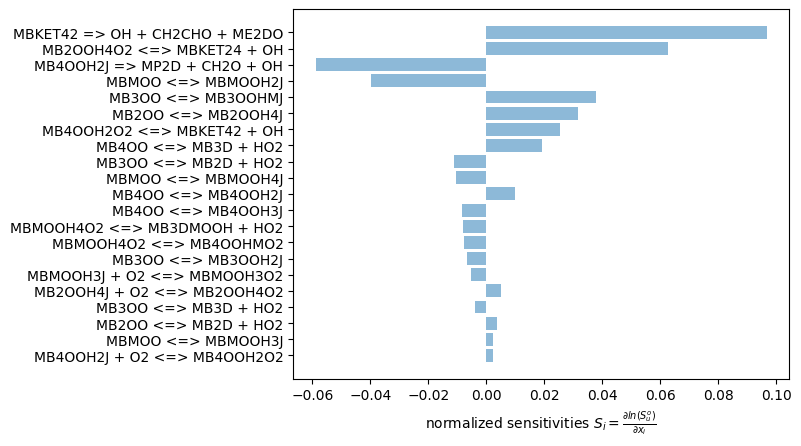 MBKET42 => OH + CH2CHO + ME2DO
MB2OOH4O2 <=> MBKET24 + OH
MB4OOH2J => MP2D + CH2O + OH
MBMOO <=> MBMOOH2J
MB3OO <=> MB3OOHMJ
MB2OO <=> MB2OOH4J
MB4OOH2O2 <=> MBKET42 + OH
MB4OO <=> MB3D + HO2
MB3OO <=> MB2D + HO2
MBMOO <=> MBMOOH4J
MB4OO <=> MB4OOH2J
MB4OO <=> MB4OOH3J
MBMOOH4O2 <=> MB3DMOOH + HO2
MBMOOH4O2 <=> MB4OOHMO2
MB3OO <=> MB3OOH2J
MBMOOH3J + O2 <=> MBMOOH3O2
MB2OOH4J + O2 <=> MB2OOH4O2
MB3OO <=> MB3D + HO2
MB2OO <=> MB2D + HO2
MBMOO <=> MBMOOH3J
MB4OOH2J + O2 <=> MB4OOH2O2
−0.06 −0.04 −0.02 0.00 0.02 0.04 0.06 0.08 0.10
normalized sensitivities $S_i = \frac{\partial ln(S_u^o)}{\partial x_i}$